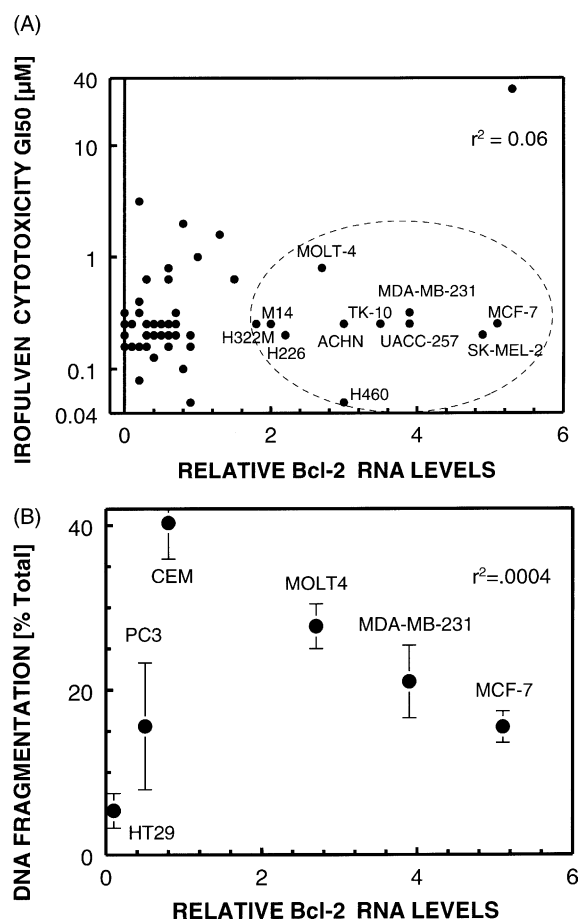 (A)
IROFULVEN CYTOTOXICITY GI50 [µM]
40
10
1
0.1
0.04
r² = 0.06
MOLT-4
MDA-MB-231
M14
TK-10
MCF-7
H322M
H226
ACHN
UACC-257
SK-MEL-2
H460
0 2 4 6
RELATIVE Bcl-2 RNA LEVELS
(B)
DNA FRAGMENTATION [% Total]
40
20
0
r²=.0004
CEM
MOLT4
PC3
MDA-MB-231
MCF-7
HT29
0 2 4 6
RELATIVE Bcl-2 RNA LEVELS